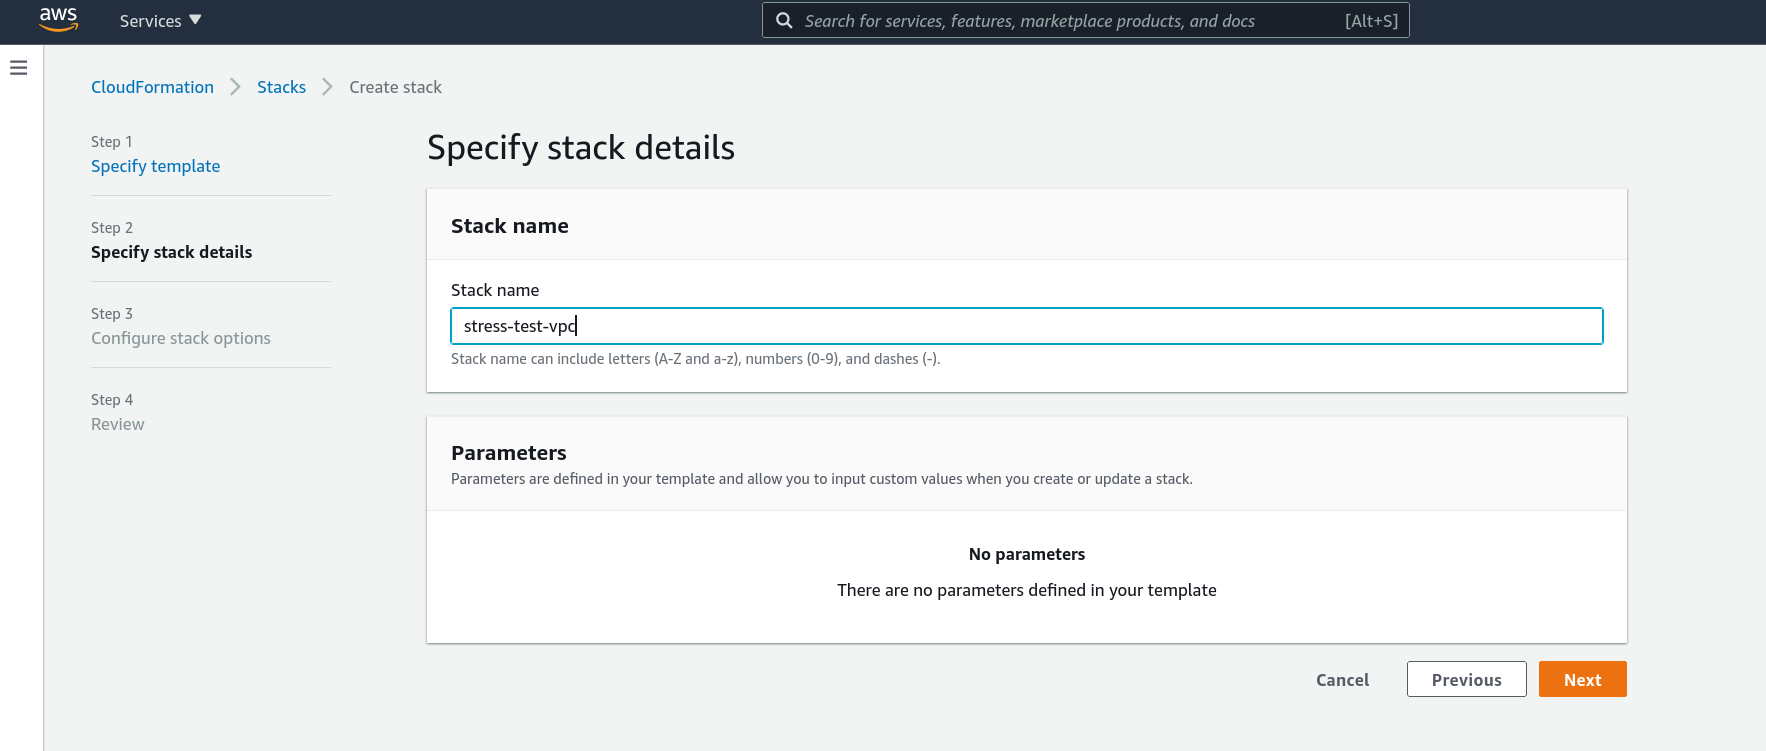 aws
Services
Search for services, features, marketplace products, and docs
[Alt+S]
CloudFormation
Stacks
Create stack
Step 1
Specify template
Step 2
Specify stack details
Step 3
Configure stack options
Step 4
Review
Specify stack details
Stack name
Stack name
stress-test-vpc
Stack name can include letters (A-Z and a-z), numbers (0-9), and dashes (-).
Parameters
Parameters are defined in your template and allow you to input custom values when you create or update a stack.
No parameters
There are no parameters defined in your template
Cancel
Previous
Next